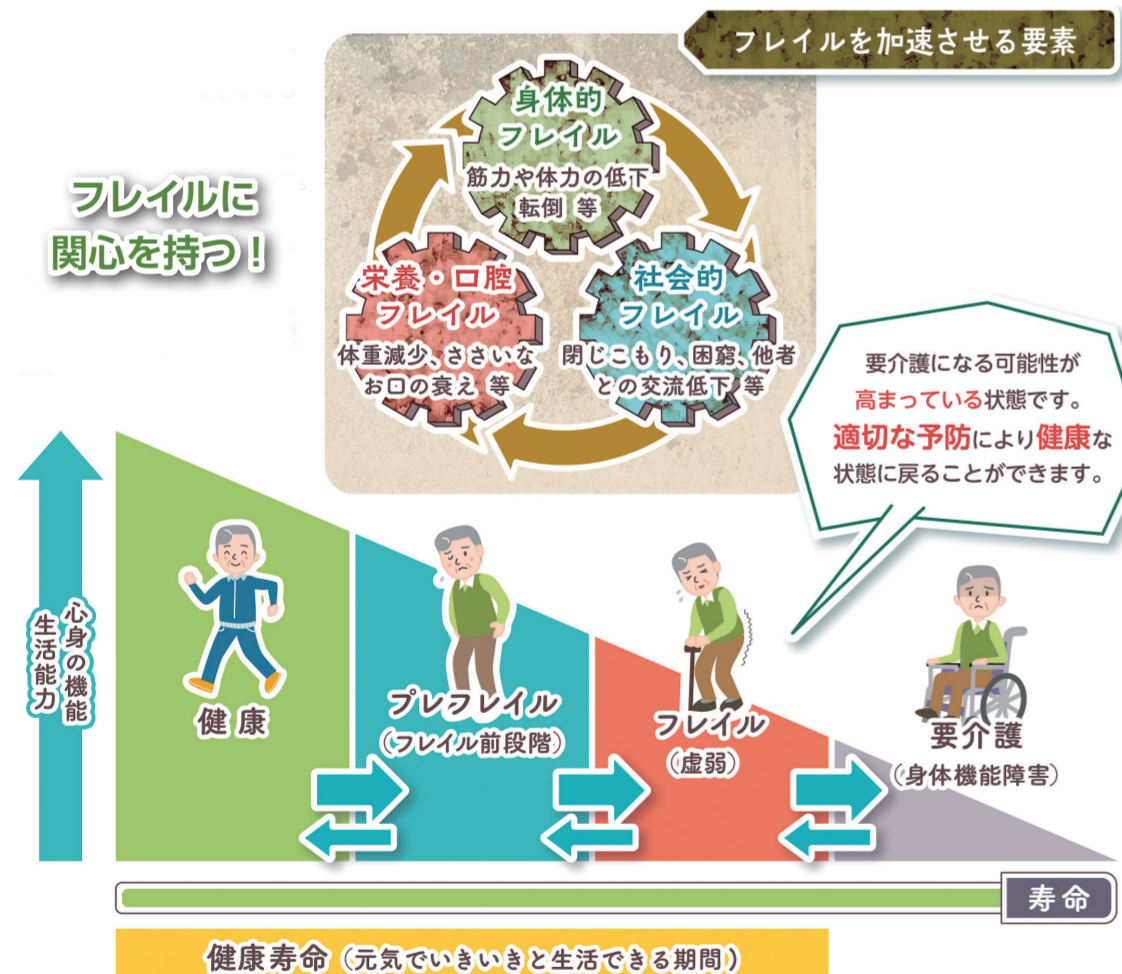 フレイルを加速させる要素
フレイルに
関心を持つ！
身体的
フレイル
筋力や体力の低下
転倒 等
栄養・口腔
フレイル
体重減少、ささいな
お口の衰え 等
社会的
フレイル
閉じこもり、困窮、他者
との交流低下 等
要介護になる可能性が
高まっている状態です。
適切な予防により健康な
状態に戻ることができます。
心身の機能
生活能力
健康
プレフレイル
（フレイル前段階）
フレイル
（虚弱）
要介護
（身体機能障害）
寿命
健康寿命（元気でいきいきと生活できる期間）